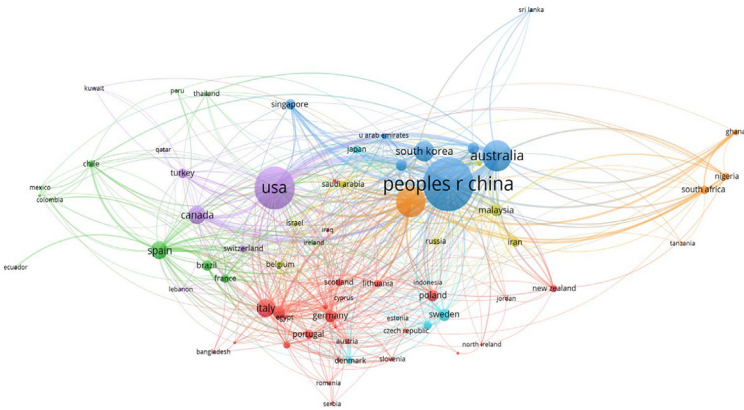 sri lanka
kuwait
peru
thailand
singapore
u arab emirates
ghana
qatar
japan
south korea
australia
chile
turkey
usa
saudi arabia
peoples r china
nigeria
mexico
south africa
colombia
canada
malaysia
israel
iraq
spain
switzerland
ireland
russia
iran
tanzania
ecuador
brazil
belgium
france
lebanon
scotland
lithuania
indonesia
new zealand
cyprus
poland
jordan
italy
egypt
germany
estonia
sweden
portugal
czech republic
austria
north ireland
bangladesh
denmark
slovenia
romania
serbia